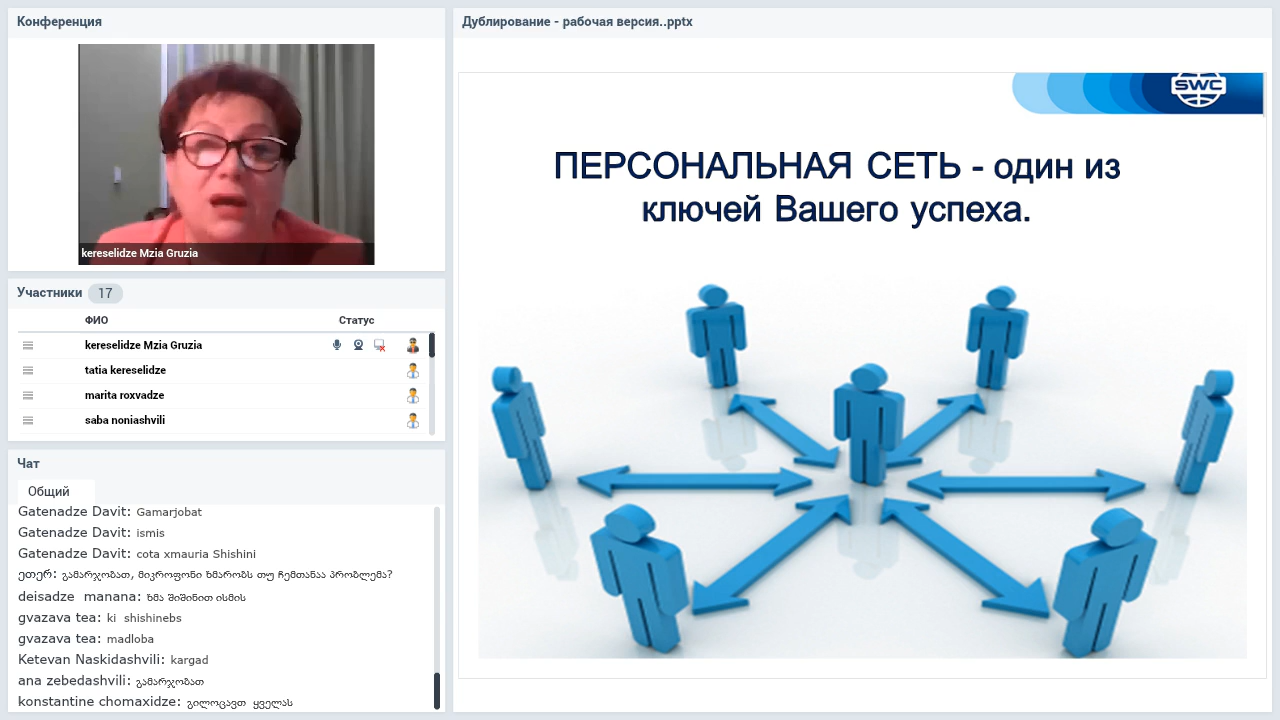 Конференция
kereselidze Mzia Gruzia
Участники 17
ФИО Статус
kereselidze Mzia Gruzia
tatia kereselidze
marita roxvadze
saba noniashvili
Чат
Общий
Gatenadze Davit: Gamarjobat
Gatenadze Davit: ismis
Gatenadze Davit: cota xmauria Shishini
ეთერ: გამარჯობათ, მიკროფონი ხმარობს თუ ჩემთანაა პრობლემა?
deisadze manana: ხმა შიშინით ისმის
gvazava tea: ki shishinebs
gvazava tea: madloba
Ketevan Naskidashvili: kargad
ana zebedashvili: გამარჯობათ
konstantine chomaxidze: გილოცავთ ყველას
Дублирование - рабочая версия..pptx
SWC
ПЕРСОНАЛЬНАЯ СЕТЬ - один из
ключей Вашего успеха.